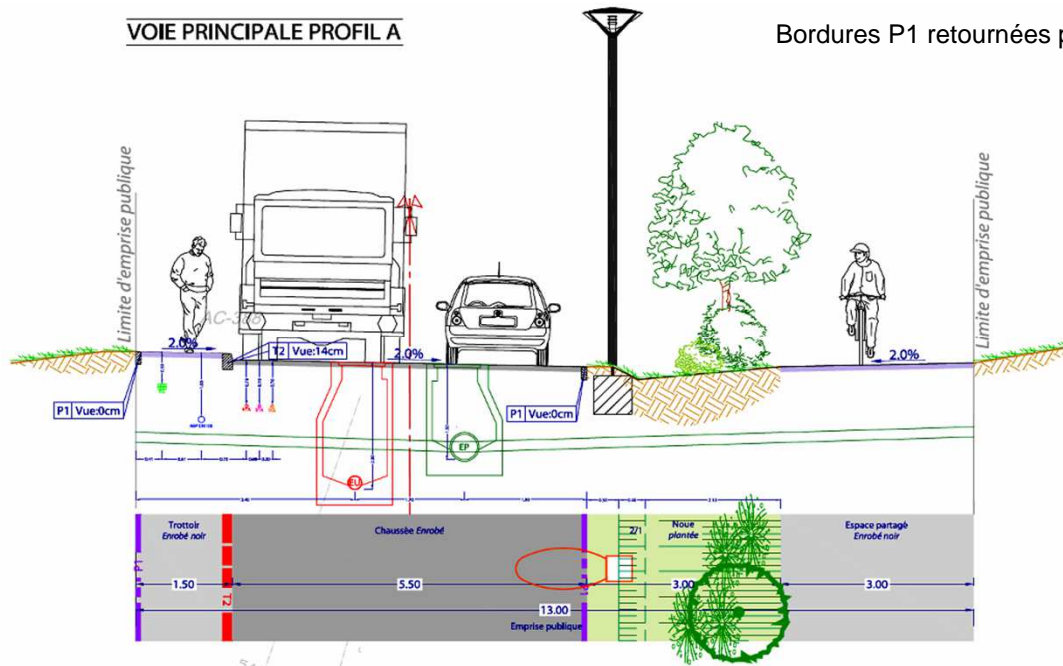 VOIE PRINCIPALE PROFIL A
Bordures P1 retournées p
Limite d'emprise publique
Limite d'emprise publique
2.0%
T2 Vue:14cm
2.0%
2.0%
P1 Vue:0cm
P1 Vue:0cm
EU
EP
Trottoir
Enrobé noir
Chaussée Enrobé
2/1
Noue
plantée
Espace partagé
Enrobé noir
P1
T2
1.50
5.50
3.00
3.00
13.00
Emprise publique